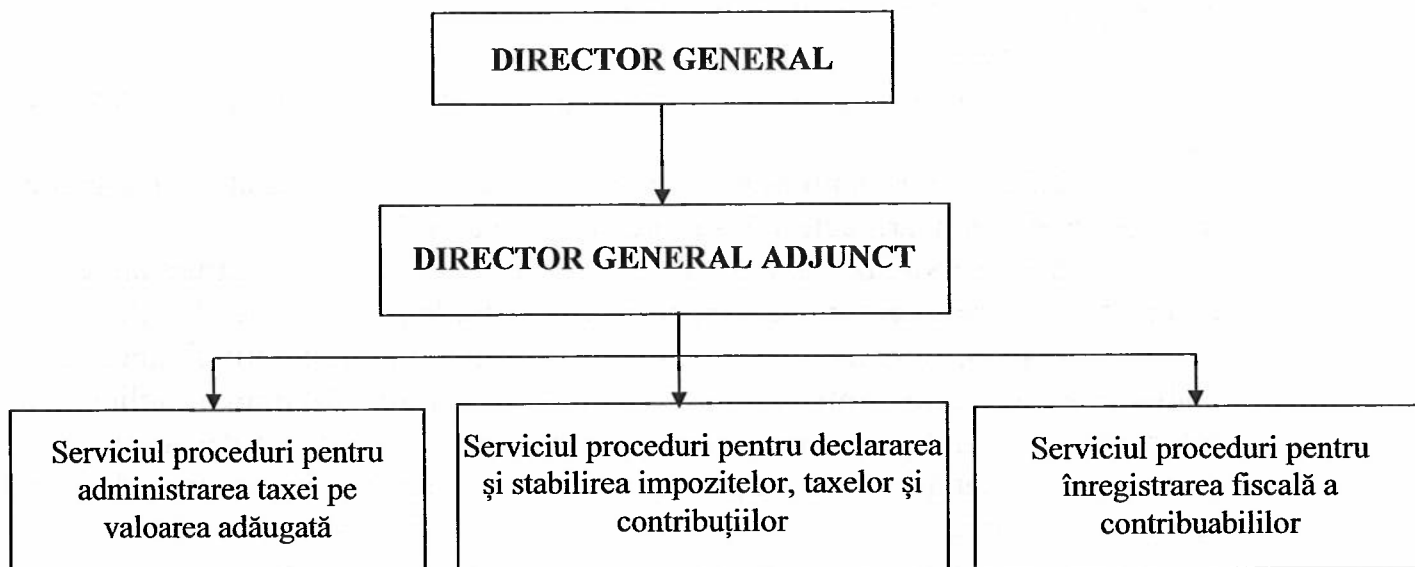 DIRECTOR GENERAL
DIRECTOR GENERAL ADJUNCT
Serviciul proceduri pentru
administrarea taxei pe
valoarea adăugată
Serviciul proceduri pentru declararea
şi stabilirea impozitelor, taxelor şi
contribuțiilor
Serviciul proceduri pentru
înregistrarea fiscală a
contribuabililor